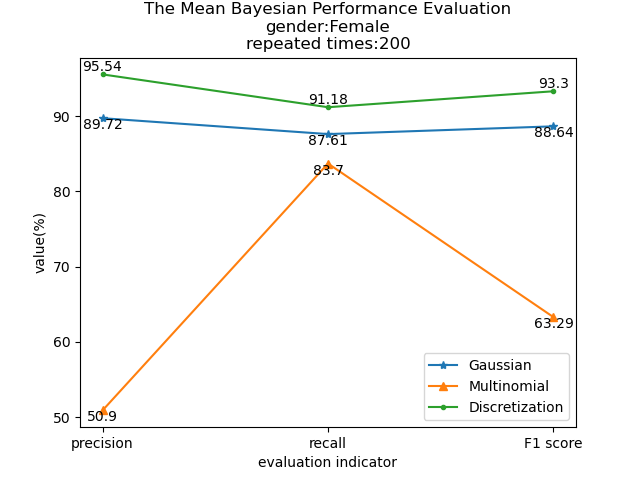 The Mean Bayesian Performance Evaluation
gender:Female
repeated times:200
95.54
91.18
93.3
89.72
87.61
88.64
83.7
63.29
50.9
90
80
70
60
50
value(%)
Gaussian
Multinomial
Discretization
precision
recall
F1 score
evaluation indicator